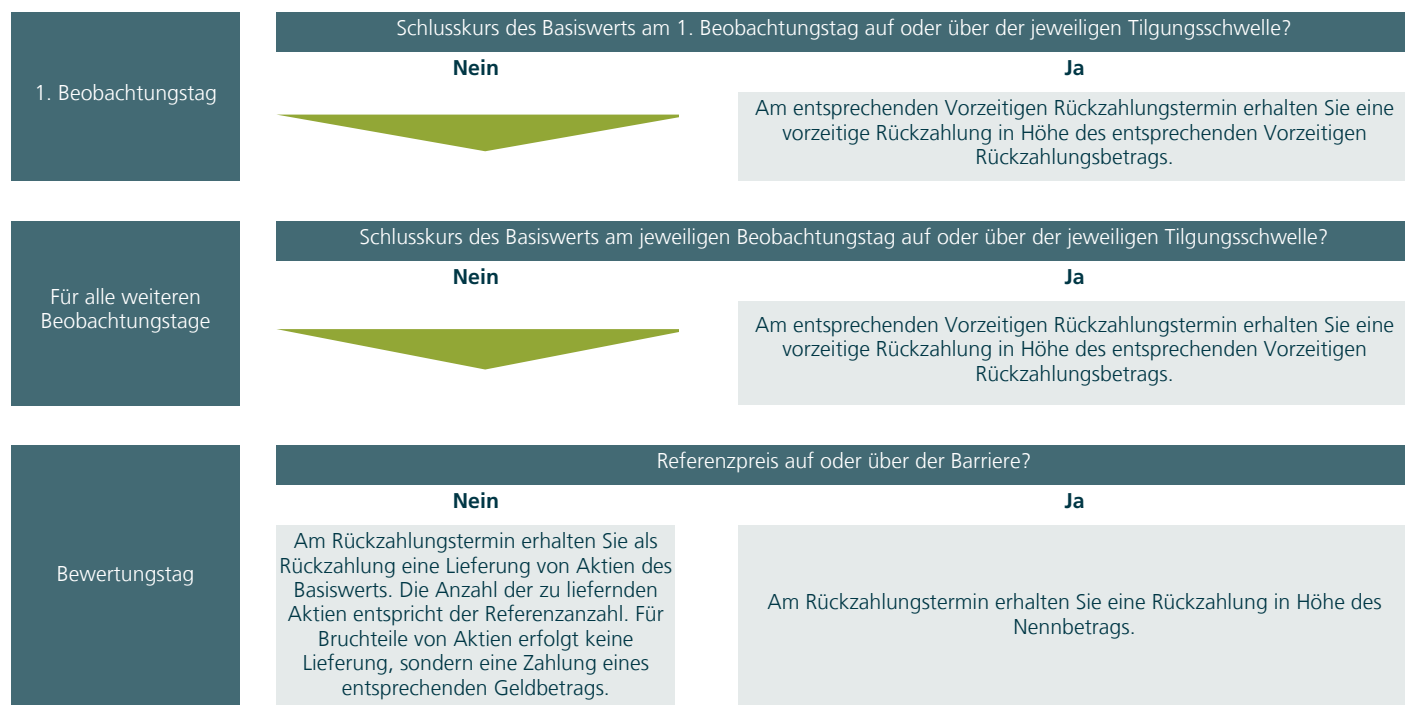 1. Beobachtungstag
Schlusskurs des Basiswerts am 1. Beobachtungstag auf oder über der jeweiligen Tilgungsschwelle?
Nein
Ja
Am entsprechenden Vorzeitigen Rückzahlungstermin erhalten Sie eine
vorzeitige Rückzahlung in Höhe des entsprechenden Vorzeitigen
Rückzahlungsbetrags.
Für alle weiteren
Beobachtungstage
Schlusskurs des Basiswerts am jeweiligen Beobachtungstag auf oder über der jeweiligen Tilgungsschwelle?
Nein
Ja
Am entsprechenden Vorzeitigen Rückzahlungstermin erhalten Sie eine
vorzeitige Rückzahlung in Höhe des entsprechenden Vorzeitigen
Rückzahlungsbetrags.
Bewertungstag
Referenzpreis auf oder über der Barriere?
Nein
Ja
Am Rückzahlungstermin erhalten Sie als
Rückzahlung eine Lieferung von Aktien des
Basiswerts. Die Anzahl der zu liefernden
Aktien entspricht der Referenzanzahl. Für
Bruchteile von Aktien erfolgt keine
Lieferung, sondern eine Zahlung eines
entsprechenden Geldbetrags.
Am Rückzahlungstermin erhalten Sie eine Rückzahlung in Höhe des
Nennbetrags.